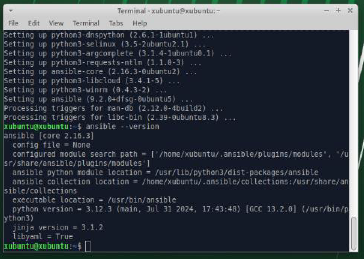 Terminal - xubuntu@xubuntu: ~
File Edit View Terminal Tabs Help
Setting up python3-dnspython (2.6.1-1ubuntu1) ...
Setting up python3-selinux (3.5-2ubuntu2.1) ...
Setting up python3-argcomplete (3.1.4-1ubuntu0.1) ...
Setting up python3-requests-ntlm (1.1.0-3) ...
Setting up ansible-core (2.16.3-0ubuntu2) ...
Setting up python3-libcloud (3.4.1-5) ...
Setting up python3-winrm (0.4.3-2) ...
Setting up ansible (9.2.0+dfsg-0ubuntu5) ...
Processing triggers for man-db (2.12.0-4build2) ...
Processing triggers for libc-bin (2.39-0ubuntu8.3) ...
xubuntu@xubuntu:~$ ansible --version
ansible [core 2.16.3]
config file = None
configured module search path = ['/home/xubuntu/.ansible/plugins/modules', '/u
sr/share/ansible/plugins/modules']
ansible python module location = /usr/lib/python3/dist-packages/ansible
ansible collection location = /home/xubuntu/.ansible/collections:/usr/share/an
sible/collections
executable location = /usr/bin/ansible
python version = 3.12.3 (main, Jul 31 2024, 17:43:48) [GCC 13.2.0] (/usr/bin/p
ython3)
jinja version = 3.1.2
libyaml = True
xubuntu@xubuntu:~$